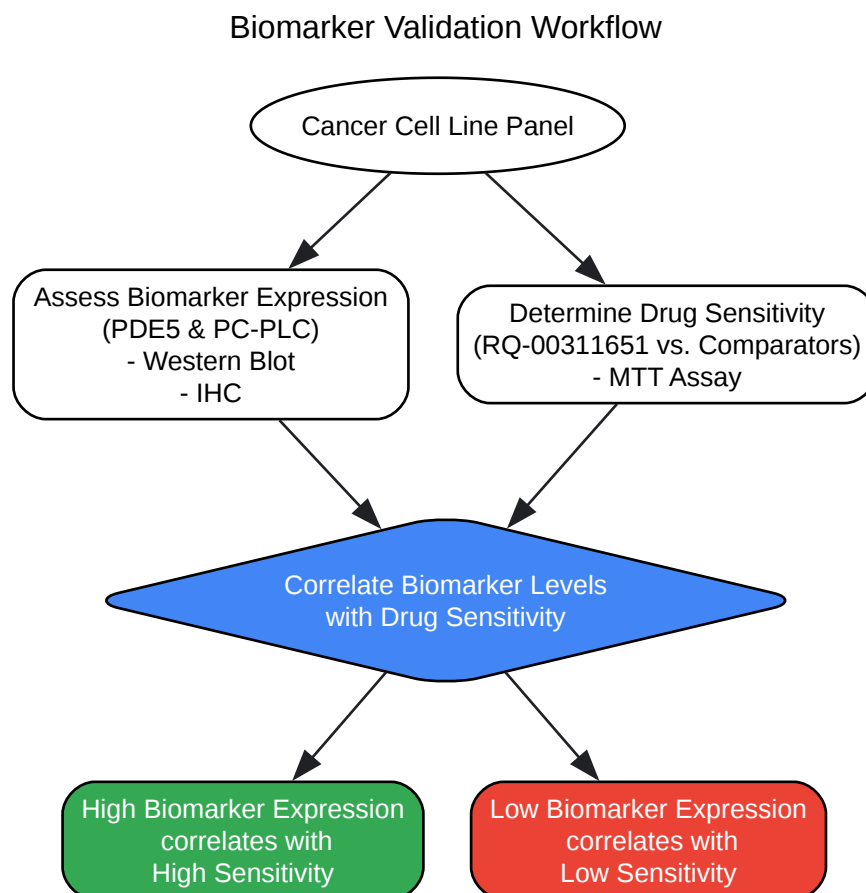 Biomarker Validation Workflow
Cancer Cell Line Panel
Assess Biomarker Expression
(PDE5 & PC-PLC)
- Western Blot
- IHC
Determine Drug Sensitivity
(RQ-00311651 vs. Comparators)
- MTT Assay
Correlate Biomarker Levels
with Drug Sensitivity
High Biomarker Expression
correlates with
High Sensitivity
Low Biomarker Expression
correlates with
Low Sensitivity